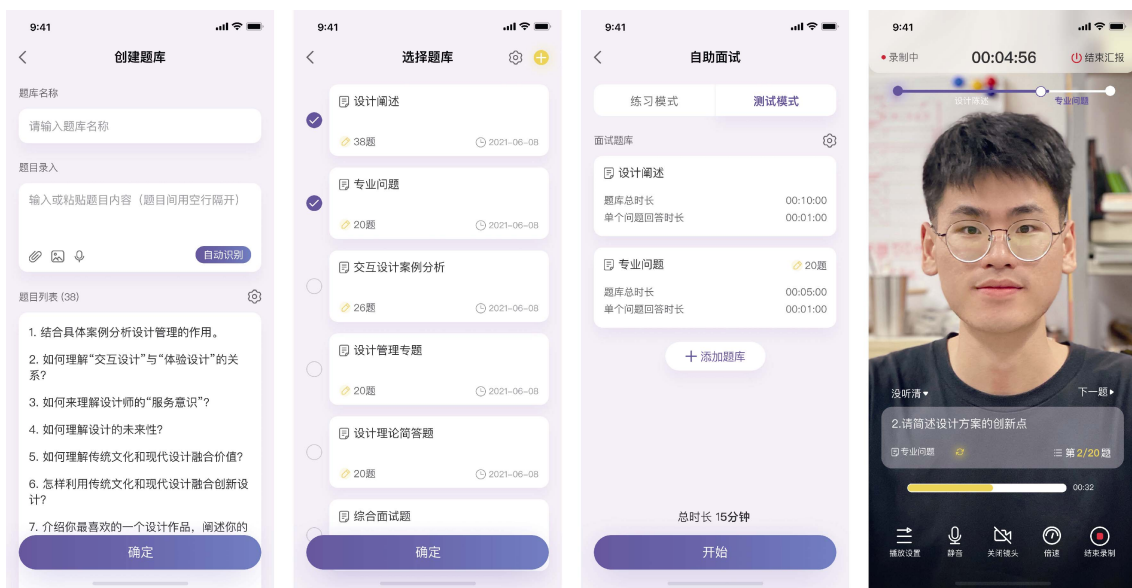 9:41
创建题库
题库名称
请输入题库名称
题目录入
输入或粘贴题目内容（题目间用空行隔开）
自动识别
题目列表 (38)
1. 结合具体案例分析设计管理的作用。
2. 如何理解“交互设计”与“体验设计”的关
系?
3. 如何来理解设计师的“服务意识”?
4. 如何理解设计的未来性?
5. 如何理解传统文化和现代设计融合价值?
6. 怎样利用传统文化和现代设计融合创新设
计?
7. 介绍你最喜欢的一个设计作品，阐述你的
确定
9:41
选择题库
设计阐述
38题 2021-06-08
专业问题
20题 2021-06-08
交互设计案例分析
26题 2021-06-08
设计管理专题
20题 2021-06-08
设计理论简答题
20题 2021-06-08
综合面试题
确定
9:41
自助面试
练习模式 测试模式
面试题库
设计阐述
题库总时长 00:10:00
单个问题回答时长 00:01:00
专业问题 20题
题库总时长 00:05:00
单个问题回答时长 00:01:00
添加题库
总时长 15分钟
开始
9:41
录制中 00:04:56 结束汇报
设计阐述 专业问题
没听清 下一题
2.请简述设计方案的创新点
专业问题 第2/20题
00:32
播放设置 静音 关闭镜头 倍速 结束录制